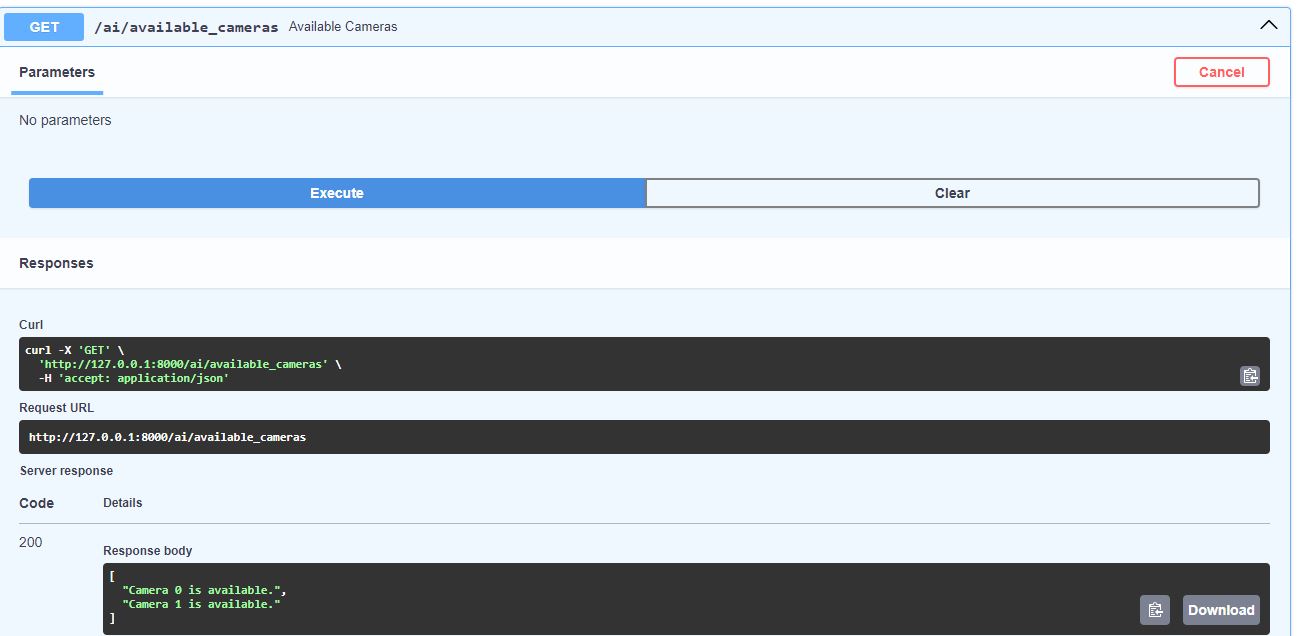 GET /ai/available_cameras Available Cameras
Parameters Cancel
No parameters
Execute Clear
Responses
Curl
curl -X 'GET' \
  'http://127.0.0.1:8000/ai/available_cameras' \
  -H 'accept: application/json'
Request URL
http://127.0.0.1:8000/ai/available_cameras
Server response
Code Details
200
Response body
[
  "Camera 0 is available.",
  "Camera 1 is available."
]
Download